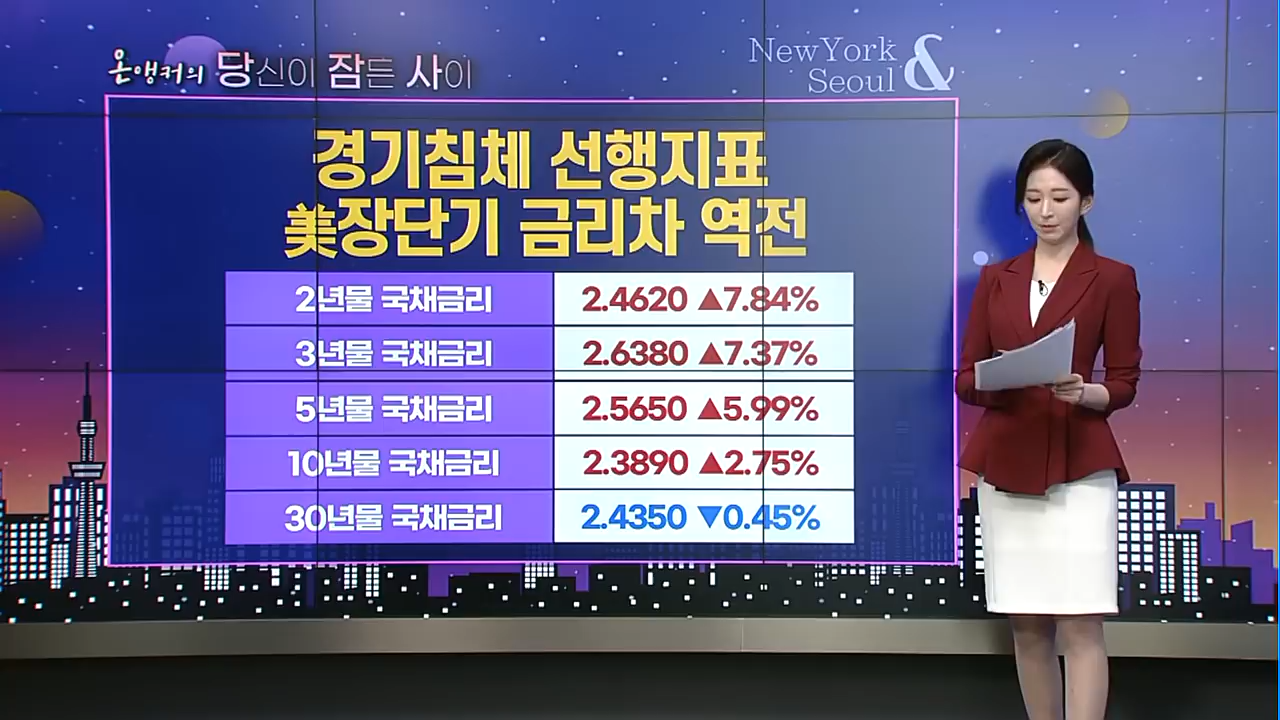 온앵커의 당신이 잠든 사이
New York
Seoul &
경기침체 선행지표
美장단기 금리차 역전
2년물 국채금리 2.4620 ▲7.84%
3년물 국채금리 2.6380 ▲7.37%
5년물 국채금리 2.5650 ▲5.99%
10년물 국채금리 2.3890 ▲2.75%
30년물 국채금리 2.4350 ▼0.45%